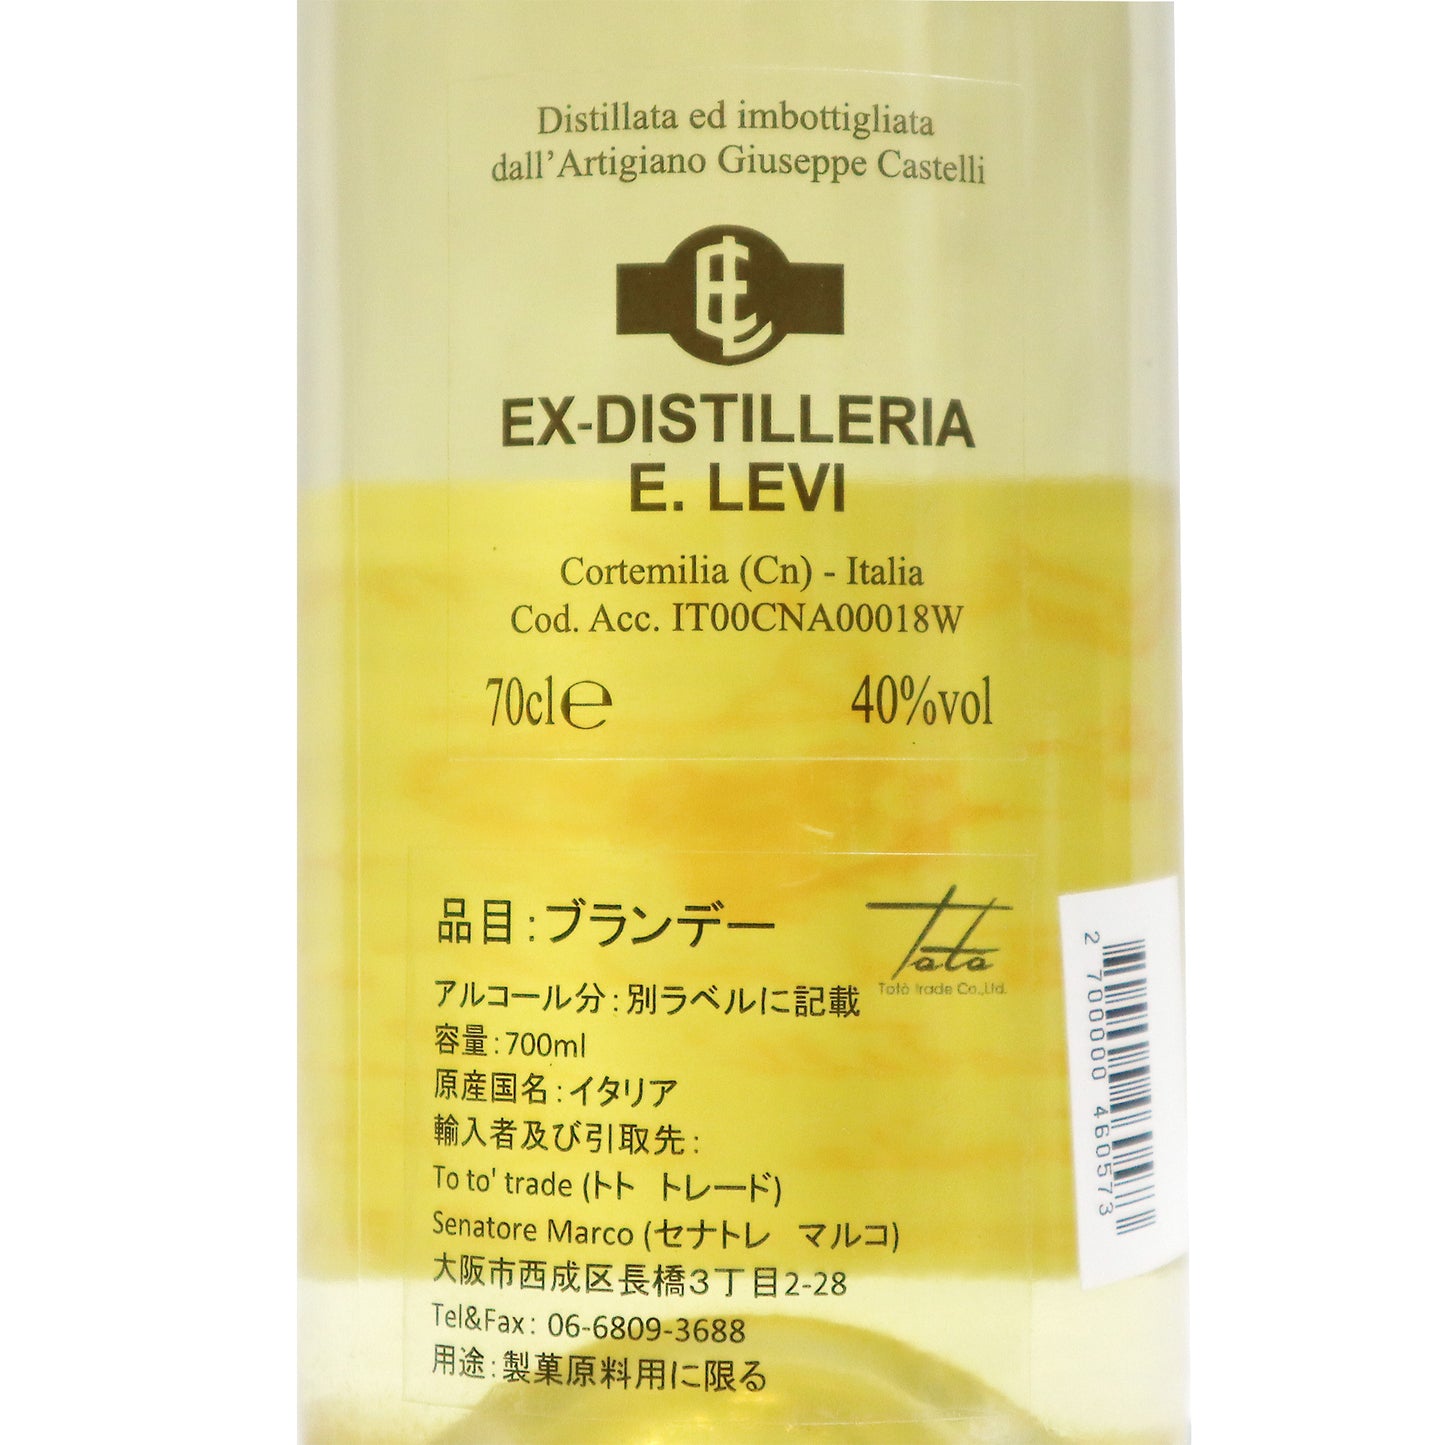 Distillata ed imbottigliata
dall'Artigiano Giuseppe Castelli
EX-DISTILLERIA
E. LEVI
Cortemilia (Cn) - Italia
Cod. Acc. IT00CNA00018W
70cl℮ 40%vol
品目:ブランデー
Totò
Totò trade Co.,Ltd.
アルコール分:別ラベルに記載
容量:700ml
原産国名:イタリア
輸入者及び引取先:
To to' trade (トト　トレード)
Senatore Marco (セナトレ　マルコ)
大阪市西成区長橋3丁目2-28
Tel&Fax: 06-6809-3688
用途:製菓原料用に限る
2 700000 460573